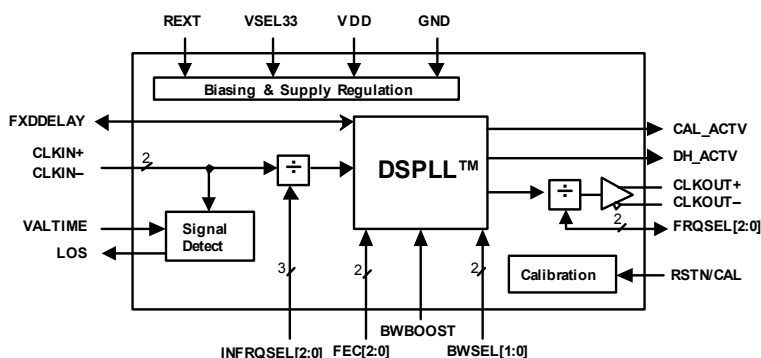 REXT VSEL33 VDD GND
Biasing & Supply Regulation
FXDDELAY
CLKIN+
CLKIN–
2
÷
DSPLL™
CAL_ACTV
DH_ACTV
÷
CLKOUT+
CLKOUT–
2
FRQSEL[2:0]
VALTIME
LOS
Signal
Detect
3
2
2
Calibration
RSTN/CAL
BWBOOST
INFRQSEL[2:0] FEC[2:0] BWSEL[1:0]